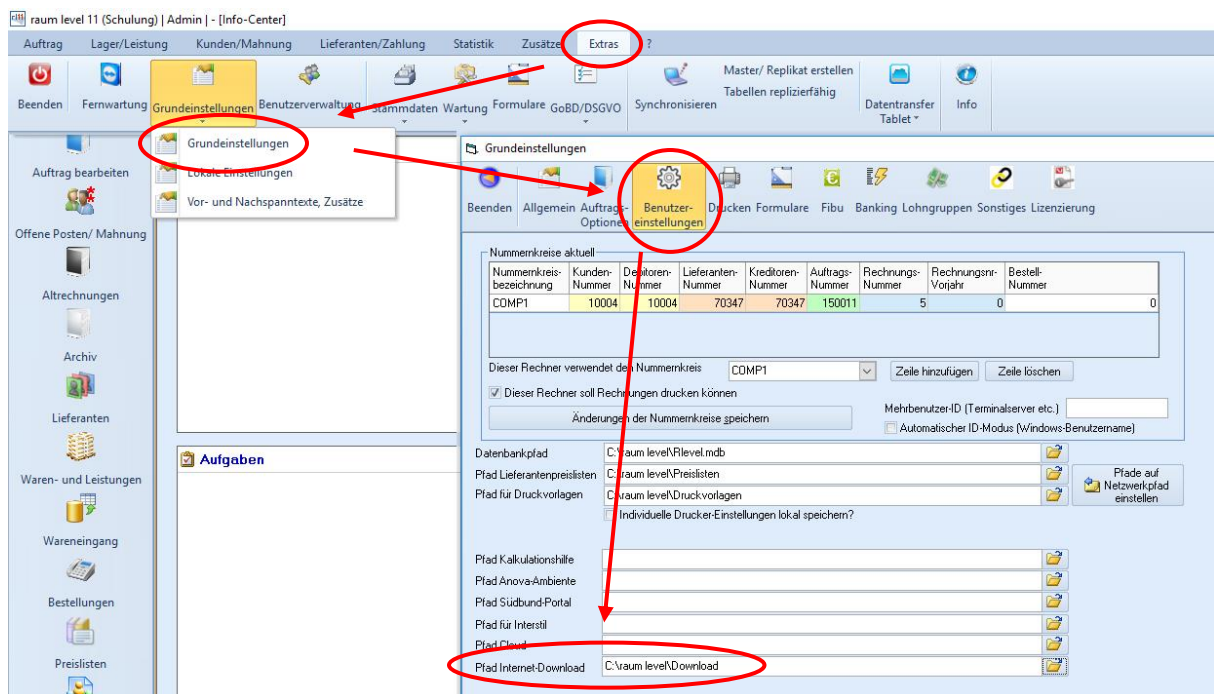 raum level 11 (Schulung) | Admin | - [Info-Center]
Auftrag Lager/Leistung Kunden/Mahnung Lieferanten/Zahlung Statistik Zusätze Extras ?
Beenden Fernwartung Grundeinstellungen Benutzerverwaltung Stammdaten Wartung Formulare GoBD/DSGVO Synchronisieren
Master/ Replikat erstellen
Tabellen replizierfähig
Datentransfer
Tablet
Info
Grundeinstellungen
Lokale Einstellungen
Vor- und Nachspanntexte, Zusätze
Auftrag bearbeiten
Offene Posten/ Mahnung
Altrechnungen
Archiv
Lieferanten
Waren- und Leistungen
Wareneingang
Bestellungen
Preislisten
Aufgaben
Grundeinstellungen
Beenden Allgemein Auftrags- Benutzer- Drucken Formulare Fibu Banking Lohngruppen Sonstiges Lizenzierung
Optionen einstellungen
Nummernkreise aktuell
Nummernkreis- Kunden- Debitoren- Lieferanten- Kreditoren- Auftrags- Rechnungs- Rechnungsnr- Bestell-
bezeichnung Nummer Nummer Nummer Nummer Nummer Nummer Vorjahr Nummer
COMP1 10004 10004 70347 70347 150011 5 0 0
Dieser Rechner verwendet den Nummernkreis COMP1 Zeile hinzufügen Zeile löschen
Dieser Rechner soll Rechnungen drucken können
Änderungen der Nummernkreise speichern
Mehrbenutzer-ID (Terminalserver etc.)
Automatischer ID-Modus (Windows-Benutzername)
Datenbankpfad C:\raum level\Rlevel.mdb
Pfad Lieferantenpreislisten C:\raum level\Preislisten
Pfad für Druckvorlagen C:\raum level\Druckvorlagen
Pfade auf
Netzwerkpfad
einstellen
Individuelle Drucker-Einstellungen lokal speichern?
Pfad Kalkulationshilfe
Pfad Anova-Ambiente
Pfad Südbund-Portal
Pfad für Interstil
Pfad Cloud
Pfad Internet-Download C:\raum level\Download